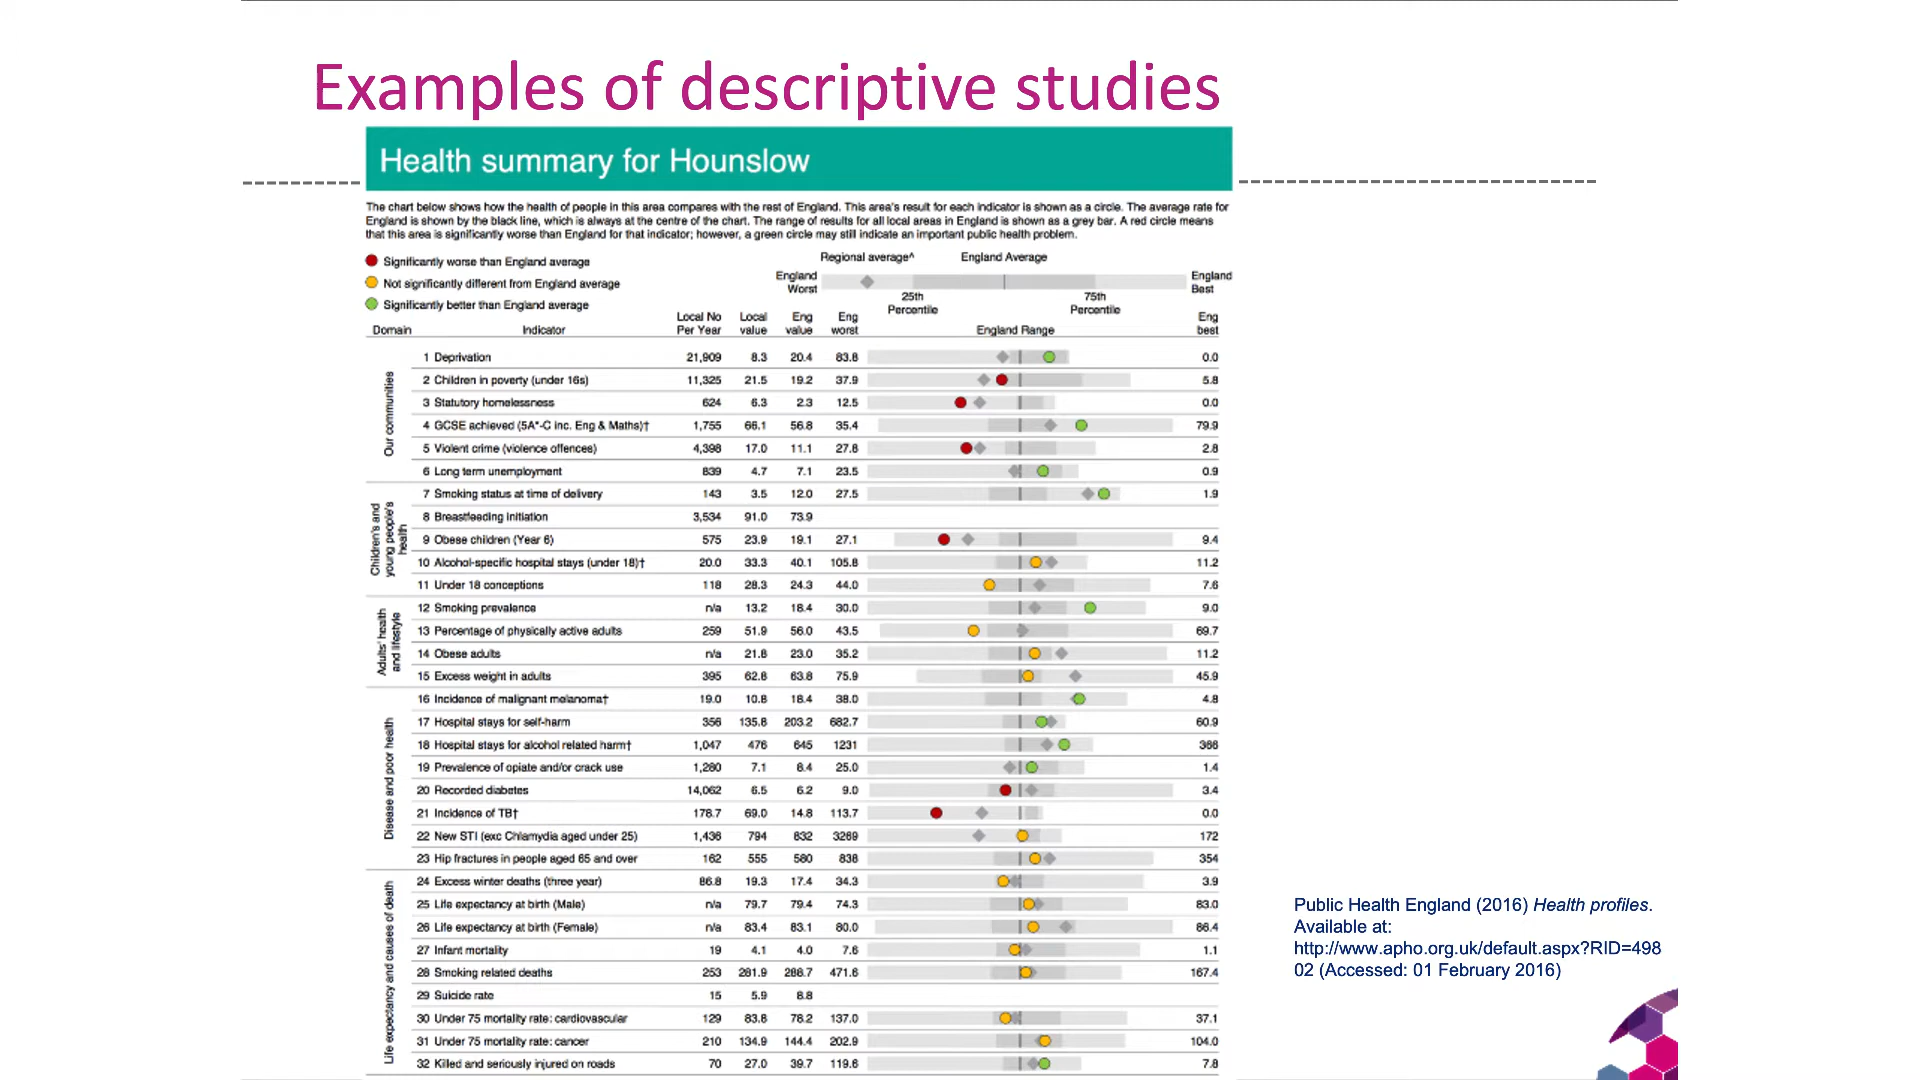 Examples of descriptive studies
Health summary for Hounslow
The chart below shows how the health of people in this area compares with the rest of England. This area's result for each indicator is shown as a circle. The average rate for
England is shown by the black line, which is always at the centre of the chart. The range of results for all local areas in England is shown as a grey bar. A red circle means
that this area is significantly worse than England for that indicator; however, a green circle may still indicate an important public health problem.
Significantly worse than England average
Not significantly different from England average
Significantly better than England average
Regional average^ England Average
England Worst
England Best
25th Percentile
75th Percentile
Domain Indicator Local No Per Year Local value Eng value Eng worst England Range Eng best
Our communities
1 Deprivation 21,909 8.3 20.4 83.8 0.0
2 Children in poverty (under 16s) 11,325 21.5 19.2 37.9 5.8
3 Statutory homelessness 624 6.3 2.3 12.5 0.0
4 GCSE achieved (5A*-C inc. Eng & Maths)† 1,755 66.1 56.8 35.4 79.9
5 Violent crime (violence offences) 4,398 17.0 11.1 27.8 2.8
6 Long term unemployment 839 4.7 7.1 23.5 0.9
Children's and young people's health
7 Smoking status at time of delivery 143 3.5 12.0 27.5 1.9
8 Breastfeeding initiation 3,534 91.0 73.9
9 Obese children (Year 6) 575 23.9 19.1 27.1 9.4
10 Alcohol-specific hospital stays (under 18)† 20.0 33.3 40.1 105.8 11.2
11 Under 18 conceptions 118 28.3 24.3 44.0 7.6
Adults' health and lifestyle
12 Smoking prevalence n/a 13.2 18.4 30.0 9.0
13 Percentage of physically active adults 259 51.9 56.0 43.5 69.7
14 Obese adults n/a 21.8 23.0 35.2 11.2
15 Excess weight in adults 395 62.8 63.8 75.9 45.9
Disease and poor health
16 Incidence of malignant melanoma† 19.0 10.8 18.4 38.0 4.8
17 Hospital stays for self-harm 356 135.8 203.2 682.7 60.9
18 Hospital stays for alcohol related harm† 1,047 476 645 1231 366
19 Prevalence of opiate and/or crack use 1,280 7.1 8.4 25.0 1.4
20 Recorded diabetes 14,062 6.5 6.2 9.0 3.4
21 Incidence of TB† 178.7 69.0 14.8 113.7 0.0
22 New STI (exc Chlamydia aged under 25) 1,436 794 832 3269 172
23 Hip fractures in people aged 65 and over 162 555 580 838 354
Life expectancy and causes of death
24 Excess winter deaths (three year) 86.8 19.3 17.4 34.3 3.9
25 Life expectancy at birth (Male) n/a 79.7 79.4 74.3 83.0
26 Life expectancy at birth (Female) n/a 83.4 83.1 80.0 86.4
27 Infant mortality 19 4.1 4.0 7.6 1.1
28 Smoking related deaths 253 281.9 288.7 471.6 167.4
29 Suicide rate 15 5.9 8.8
30 Under 75 mortality rate: cardiovascular 129 83.8 78.2 137.0 37.1
31 Under 75 mortality rate: cancer 210 134.9 144.4 202.9 104.0
32 Killed and seriously injured on roads 70 27.0 39.7 119.6 7.8
Public Health England (2016) Health profiles.
Available at:
http://www.apho.org.uk/default.aspx?RID=498
02 (Accessed: 01 February 2016)